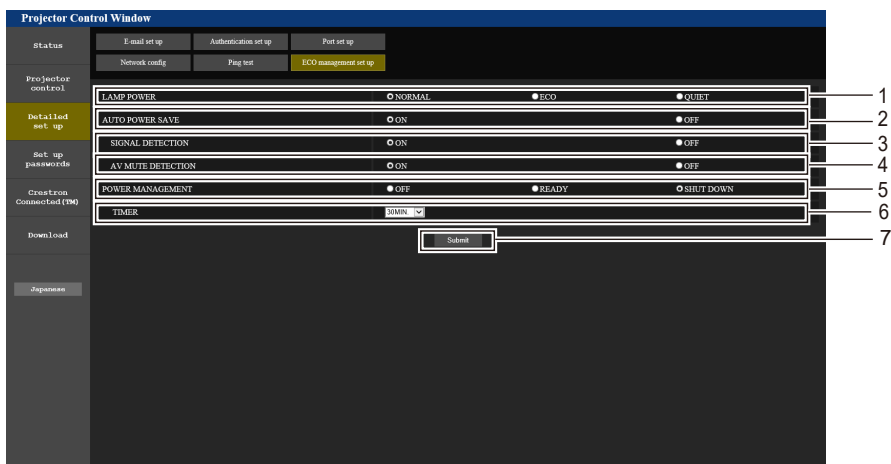 Projector Control Window
Status
E-mail set up Authentication set up Port set up
Network config Ping test ECO management set up
Projector
control
Detailed
set up
Set up
passwords
Crestron
Connected(TM)
Download
Japanese
LAMP POWER NORMAL ECO QUIET 1
AUTO POWER SAVE ON OFF 2
SIGNAL DETECTION ON OFF 3
AV MUTE DETECTION ON OFF 4
POWER MANAGEMENT OFF READY SHUT DOWN 5
TIMER 30MIN. 6
Submit 7